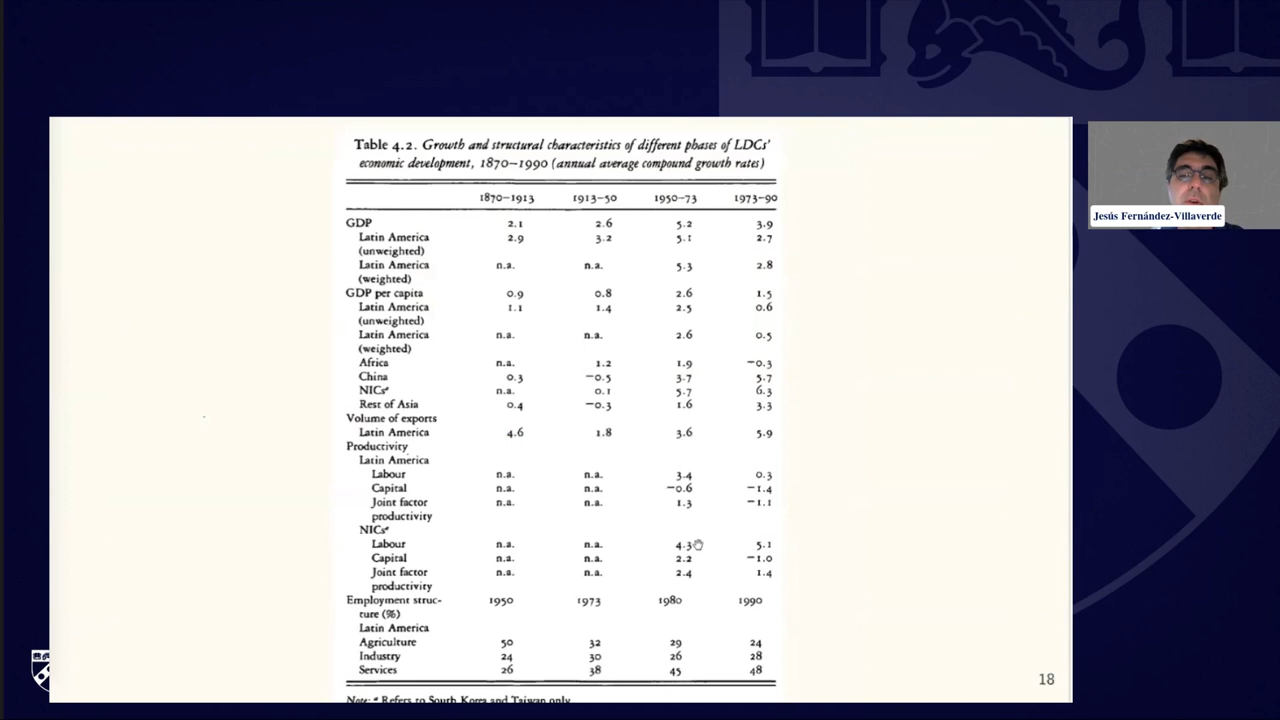 Table 4.2. Growth and structural characteristics of different phases of LDCs'
economic development, 1870–1990 (annual average compound growth rates)
1870–1913 1913–50 1950–73 1973–90
GDP 2.1 2.6 5.2 3.9
Latin America 2.9 3.2 5.1 2.7
(unweighted)
Latin America n.a. n.a. 5.3 2.8
(weighted)
GDP per capita 0.9 0.8 2.6 1.5
Latin America 1.1 1.4 2.5 0.6
(unweighted)
Latin America n.a. n.a. 2.6 0.5
(weighted)
Africa n.a. 1.2 1.9 −0.3
China 0.3 −0.5 3.7 5.7
NICsᵃ n.a. 0.1 5.7 6.3
Rest of Asia 0.4 −0.3 1.6 3.3
Volume of exports
Latin America 4.6 1.8 3.6 5.9
Productivity
Latin America
Labour n.a. n.a. 3.4 0.3
Capital n.a. n.a. −0.6 −1.4
Joint factor n.a. n.a. 1.3 −1.1
productivity
NICsᵃ
Labour n.a. n.a. 4.3 5.1
Capital n.a. n.a. 2.2 −1.0
Joint factor n.a. n.a. 2.4 1.4
productivity
Employment struc- 1950 1973 1980 1990
ture (%)
Latin America
Agriculture 50 32 29 24
Industry 24 30 26 28
Services 26 38 45 48
Note: ᵃ Refers to South Korea and Taiwan only
18
Jesús Fernández-Villaverde